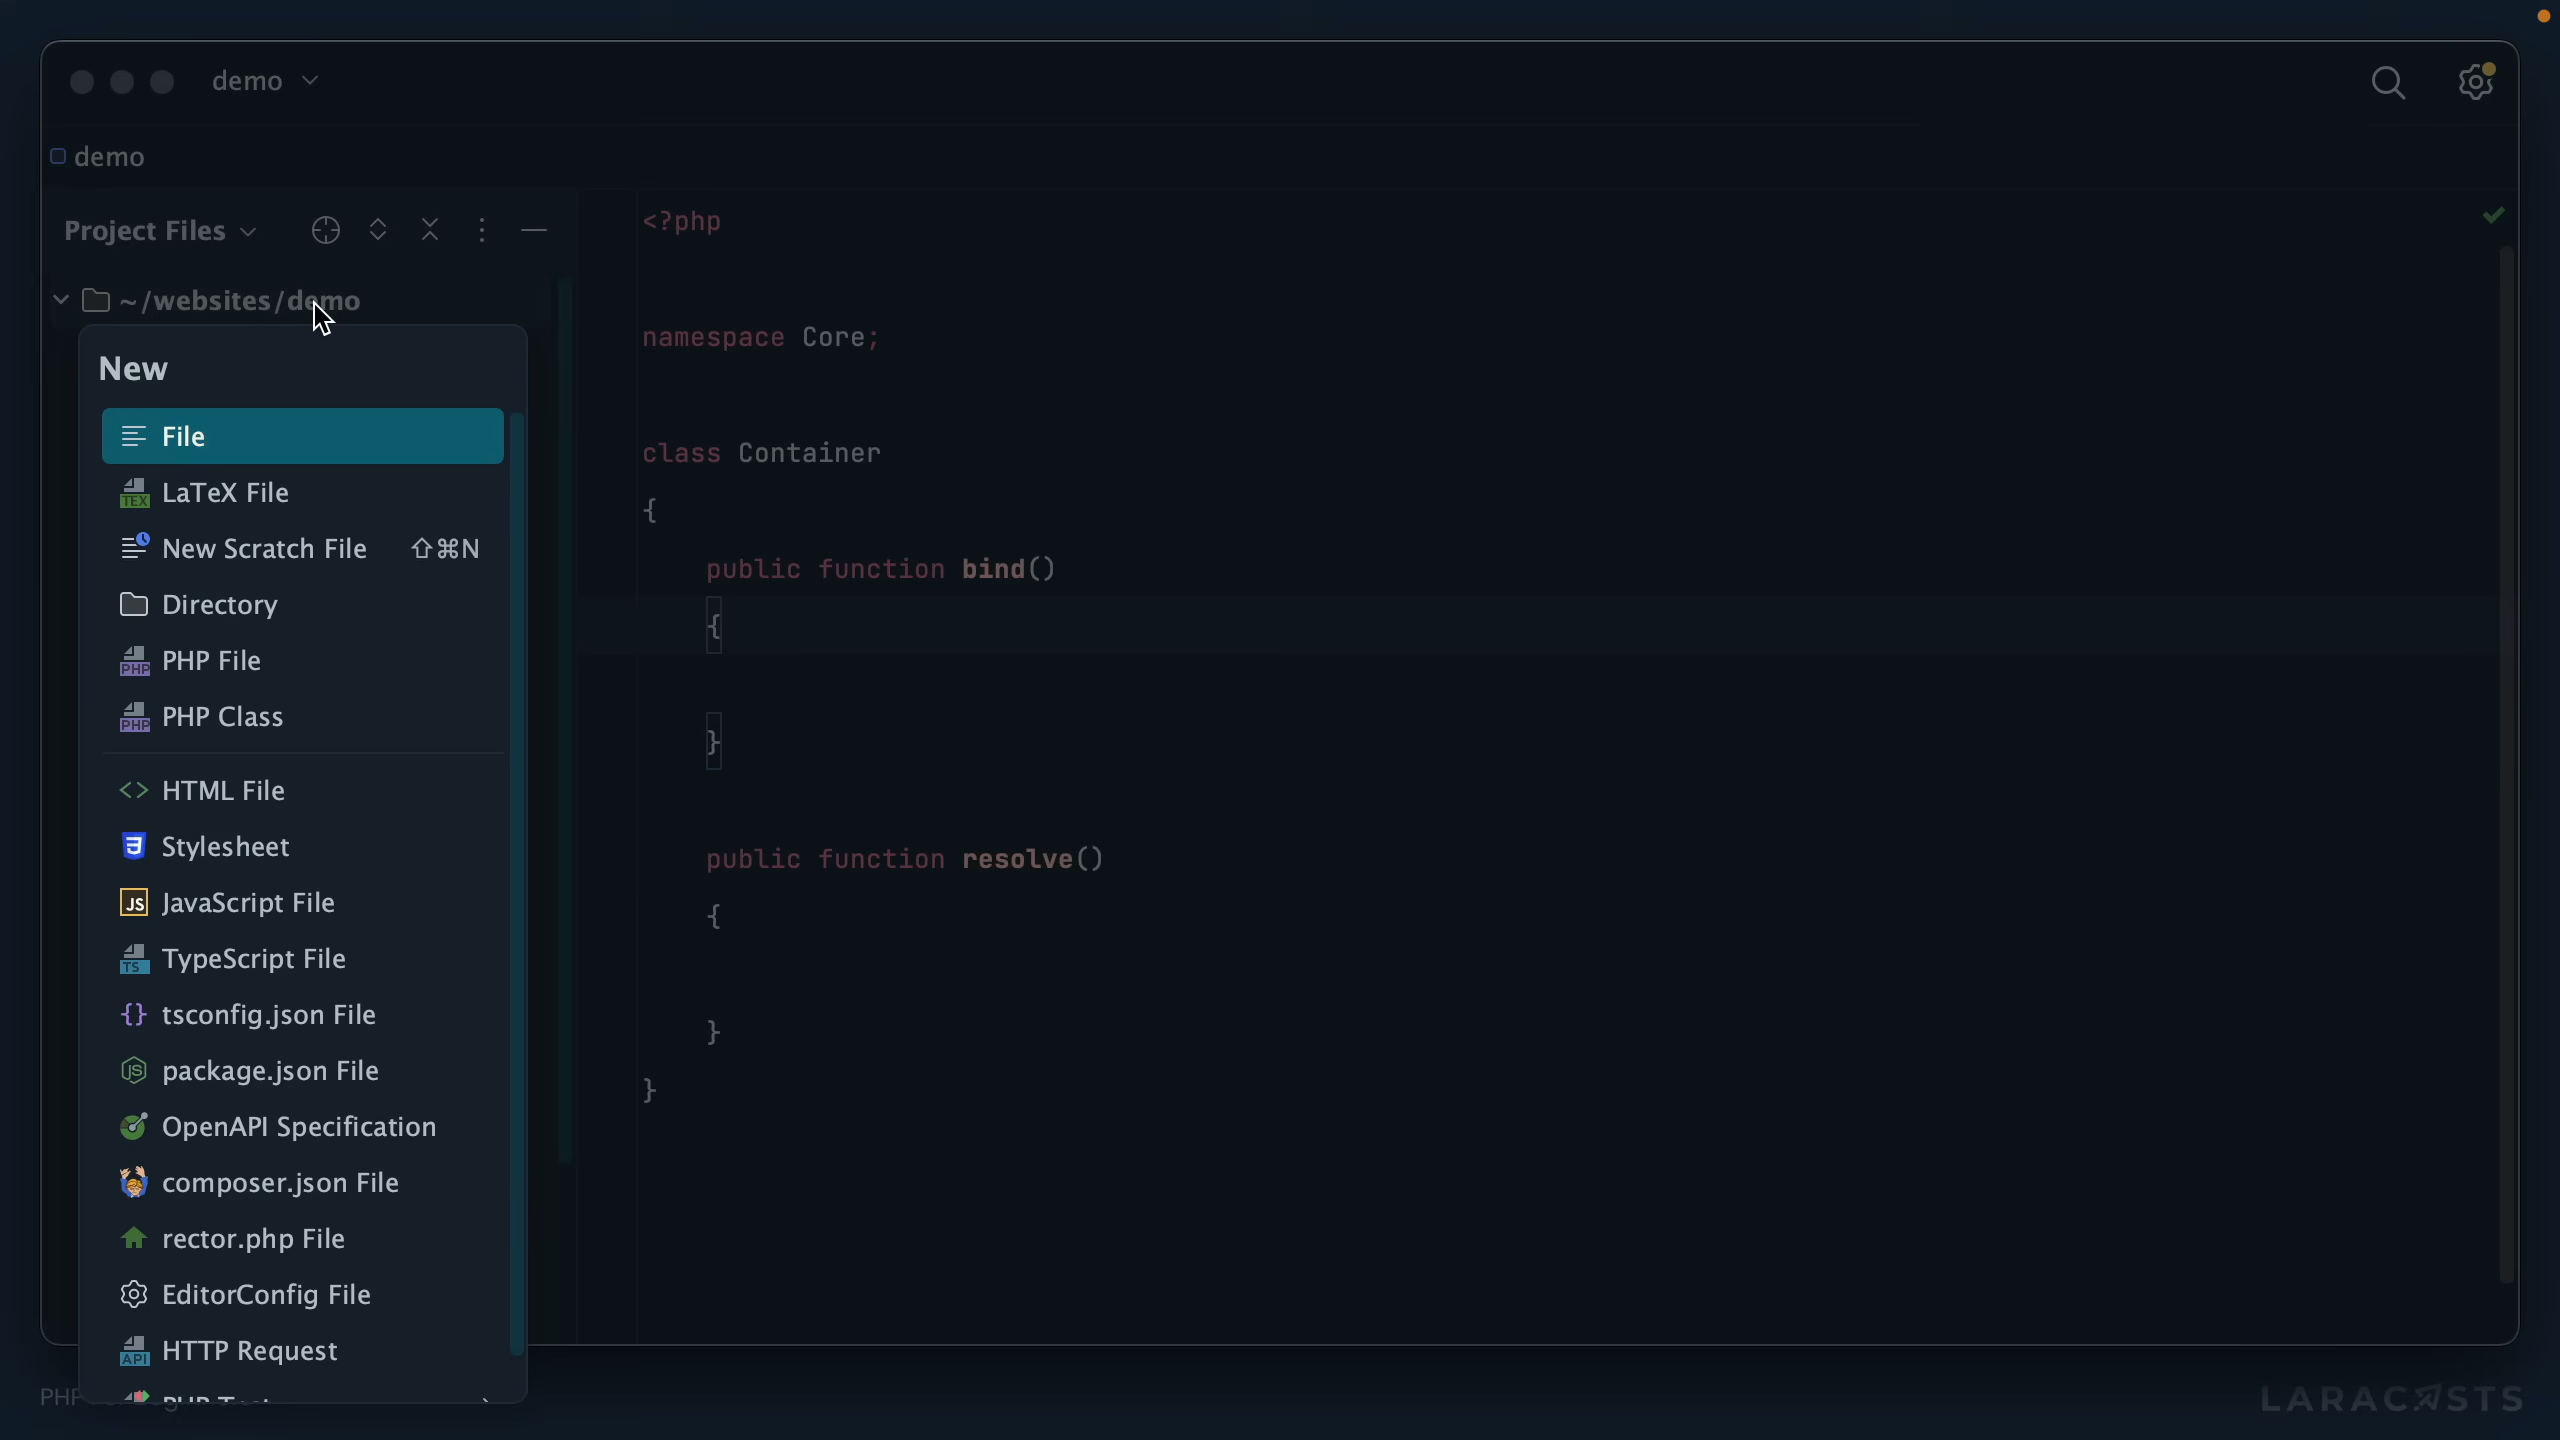 demo
demo
Project Files
~/websites/demo
New
File
LaTeX File
New Scratch File ⇧⌘N
Directory
PHP File
PHP Class
HTML File
Stylesheet
JavaScript File
TypeScript File
tsconfig.json File
package.json File
OpenAPI Specification
composer.json File
rector.php File
EditorConfig File
HTTP Request
<?php
namespace Core;
class Container
{
public function bind()
{
}
public function resolve()
{
}
}
PHP
LARACASTS